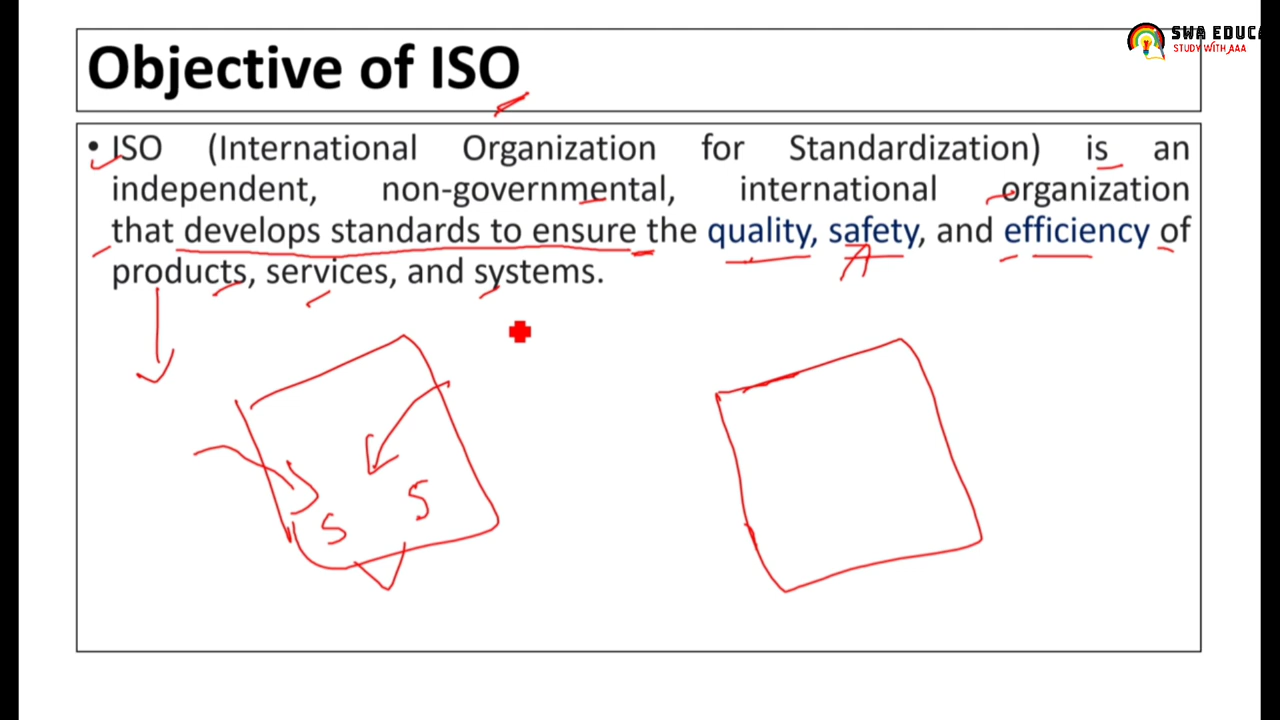 SWA EDUCA
STUDY WITH AAA
Objective of ISO
• ISO (International Organization for Standardization) is an
independent, non-governmental, international organization
that develops standards to ensure the quality, safety, and efficiency of
products, services, and systems.
S S